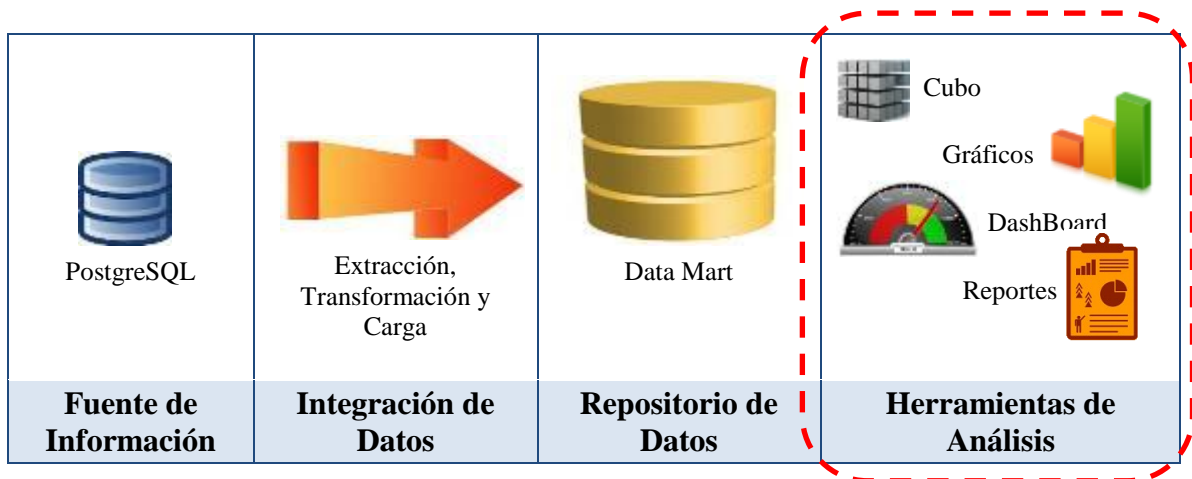 PostgreSQL
Extracción,
Transformación y
Carga
Data Mart
Cubo
Gráficos
DashBoard
Reportes
Fuente de
Información
Integración de
Datos
Repositorio de
Datos
Herramientas de
Análisis